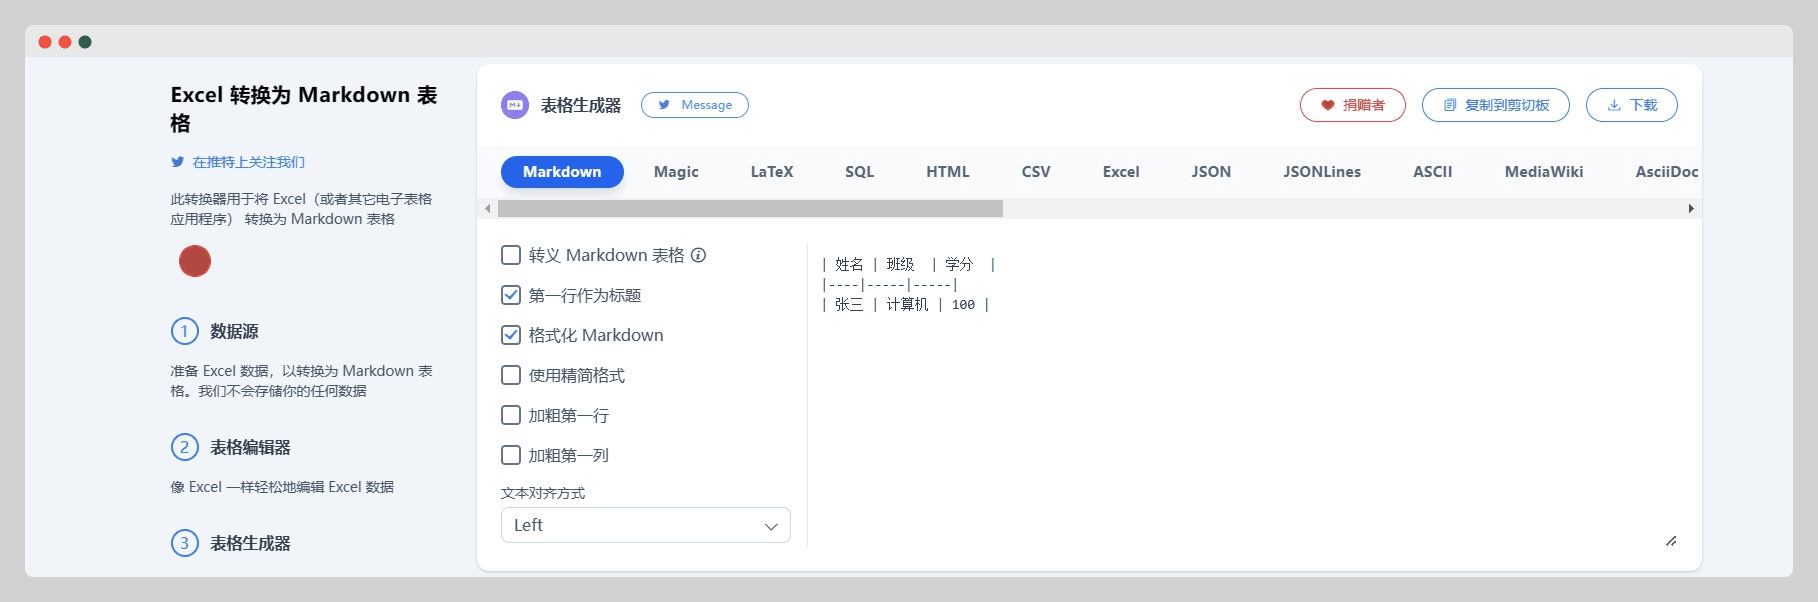 Excel 转换为 Markdown 表
格
在推特上关注我们
此转换器用于将 Excel（或者其它电子表格
应用程序） 转换为 Markdown 表格
1 数据源
准备 Excel 数据，以转换为 Markdown 表
格。我们不会存储你的任何数据
2 表格编辑器
像 Excel 一样轻松地编辑 Excel 数据
3 表格生成器
表格生成器 Message 捐赠者 复制到剪切板 下载
Markdown Magic LaTeX SQL HTML CSV Excel JSON JSONLines ASCII MediaWiki AsciiDoc
转义 Markdown 表格
第一行作为标题
格式化 Markdown
使用精简格式
加粗第一行
加粗第一列
文本对齐方式
Left
| 姓名 | 班级  | 学分  |
|----|-----|-----|
| 张三 | 计算机 | 100 |